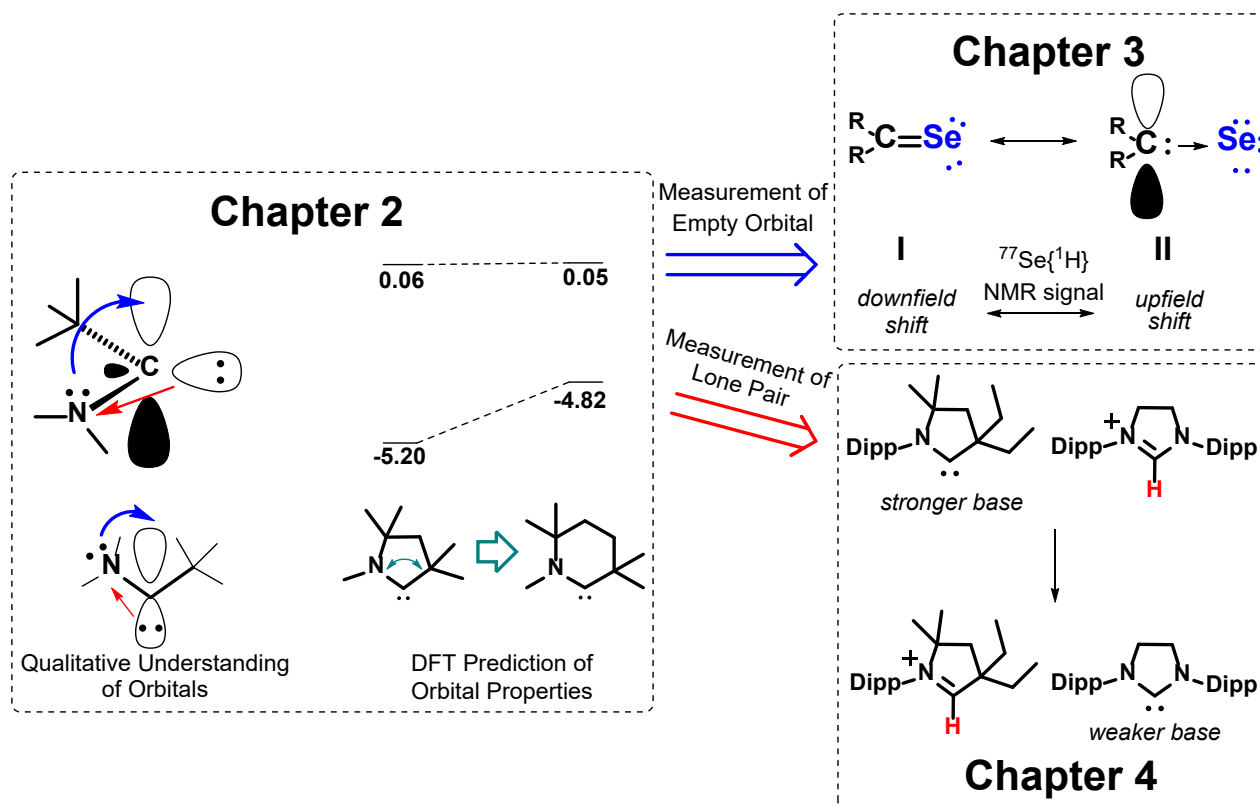 Chapter 2
0.06
0.05
-5.20
-4.82
C
N
N
N
N
Qualitative Understanding
of Orbitals
DFT Prediction of
Orbital Properties
Measurement of
Empty Orbital
Measurement of
Lone Pair
Chapter 3
R
R
C=Se
R
R
C:
Se
I
II
downfield
shift
77Se{1H}
NMR signal
upfield
shift
Dipp
N
stronger base
Dipp
+
N
N
Dipp
H
Dipp
+
N
H
Dipp
N
N
Dipp
weaker base
Chapter 4